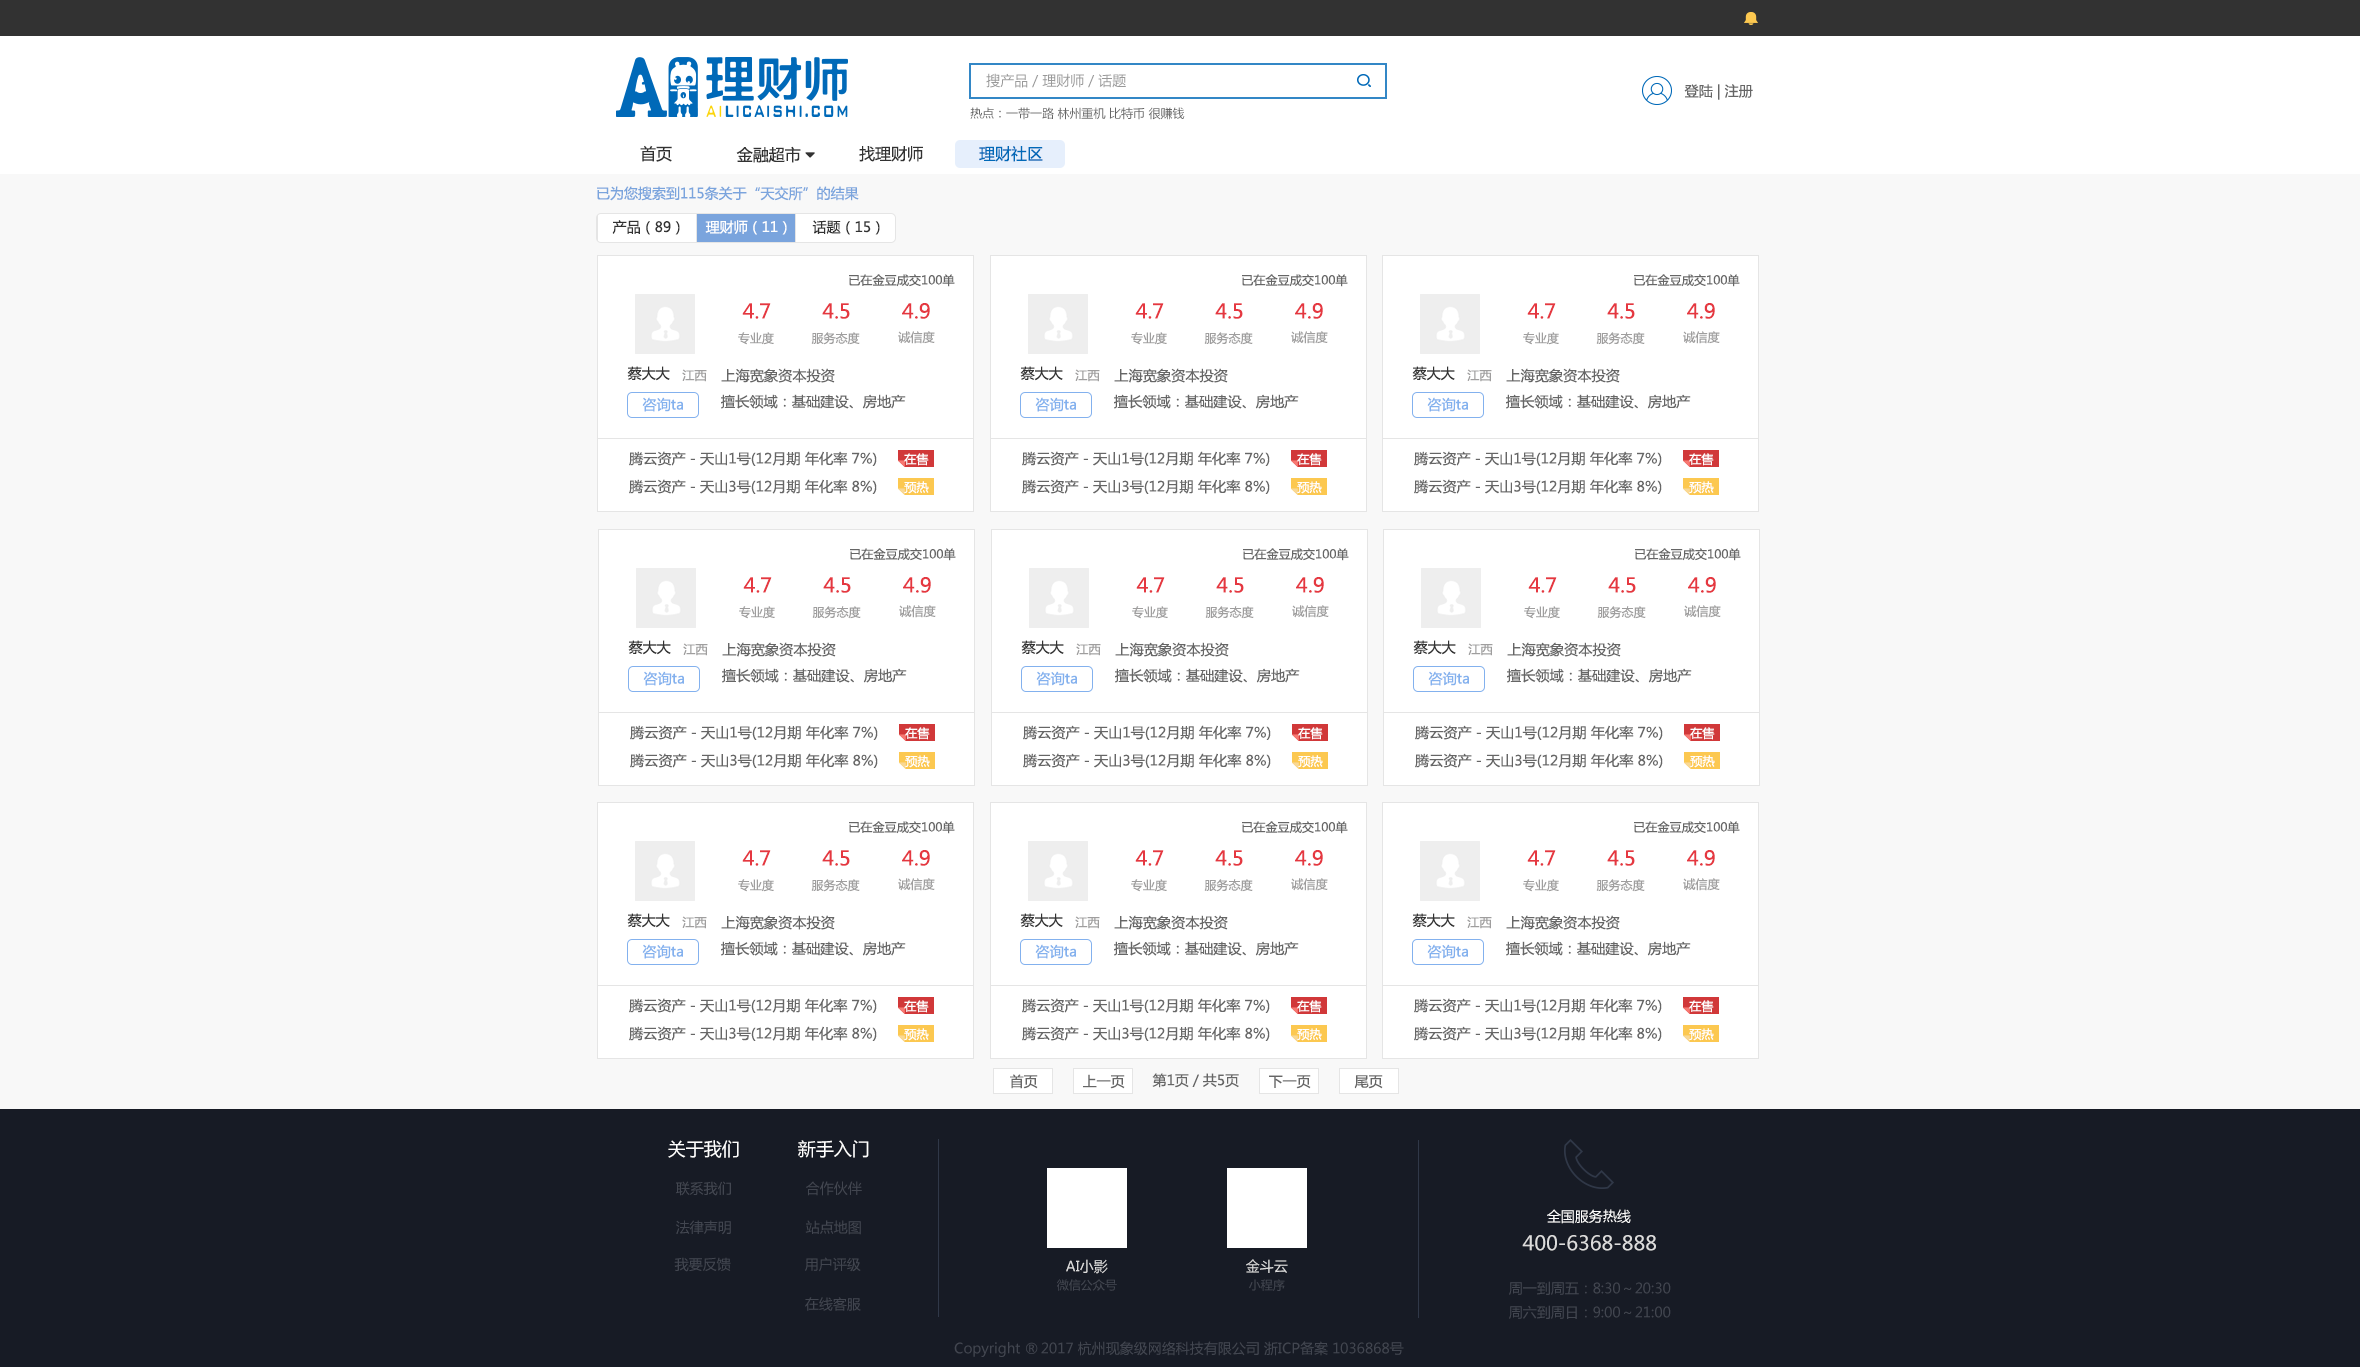 AI理财师
AILICAISHI.COM
搜产品 / 理财师 / 话题
热点：一带一路 林州重机 比特币 很赚钱
登陆 | 注册
首页 金融超市 找理财师 理财社区
已为您搜索到115条关于“天交所”的结果
产品 ( 89 ) 理财师 ( 11 ) 话题 ( 15 )
已在金豆成交100单 已在金豆成交100单 已在金豆成交100单
4.7 4.5 4.9 4.7 4.5 4.9 4.7 4.5 4.9
专业度 服务态度 诚信度 专业度 服务态度 诚信度 专业度 服务态度 诚信度
蔡大大 江西 上海宽象资本投资 蔡大大 江西 上海宽象资本投资 蔡大大 江西 上海宽象资本投资
咨询ta 擅长领域：基础建设、房地产 咨询ta 擅长领域：基础建设、房地产 咨询ta 擅长领域：基础建设、房地产
腾云资产 - 天山1号(12月期 年化率 7%) 在售 腾云资产 - 天山1号(12月期 年化率 7%) 在售 腾云资产 - 天山1号(12月期 年化率 7%) 在售
腾云资产 - 天山3号(12月期 年化率 8%) 预热 腾云资产 - 天山3号(12月期 年化率 8%) 预热 腾云资产 - 天山3号(12月期 年化率 8%) 预热
已在金豆成交100单 已在金豆成交100单 已在金豆成交100单
4.7 4.5 4.9 4.7 4.5 4.9 4.7 4.5 4.9
专业度 服务态度 诚信度 专业度 服务态度 诚信度 专业度 服务态度 诚信度
蔡大大 江西 上海宽象资本投资 蔡大大 江西 上海宽象资本投资 蔡大大 江西 上海宽象资本投资
咨询ta 擅长领域：基础建设、房地产 咨询ta 擅长领域：基础建设、房地产 咨询ta 擅长领域：基础建设、房地产
腾云资产 - 天山1号(12月期 年化率 7%) 在售 腾云资产 - 天山1号(12月期 年化率 7%) 在售 腾云资产 - 天山1号(12月期 年化率 7%) 在售
腾云资产 - 天山3号(12月期 年化率 8%) 预热 腾云资产 - 天山3号(12月期 年化率 8%) 预热 腾云资产 - 天山3号(12月期 年化率 8%) 预热
已在金豆成交100单 已在金豆成交100单 已在金豆成交100单
4.7 4.5 4.9 4.7 4.5 4.9 4.7 4.5 4.9
专业度 服务态度 诚信度 专业度 服务态度 诚信度 专业度 服务态度 诚信度
蔡大大 江西 上海宽象资本投资 蔡大大 江西 上海宽象资本投资 蔡大大 江西 上海宽象资本投资
咨询ta 擅长领域：基础建设、房地产 咨询ta 擅长领域：基础建设、房地产 咨询ta 擅长领域：基础建设、房地产
腾云资产 - 天山1号(12月期 年化率 7%) 在售 腾云资产 - 天山1号(12月期 年化率 7%) 在售 腾云资产 - 天山1号(12月期 年化率 7%) 在售
腾云资产 - 天山3号(12月期 年化率 8%) 预热 腾云资产 - 天山3号(12月期 年化率 8%) 预热 腾云资产 - 天山3号(12月期 年化率 8%) 预热
首页 上一页 第1页 / 共5页 下一页 尾页
关于我们
联系我们
法律声明
我要反馈
新手入门
合作伙伴
站点地图
用户评级
在线客服
AI小影
微信公众号
金斗云
小程序
全国服务热线
400-6368-888
周一到周五：8:30 ~ 20:30
周六到周日：9:00 ~ 21:00
Copyright ® 2017 杭州现象级网络科技有限公司 浙ICP备案 1036868号